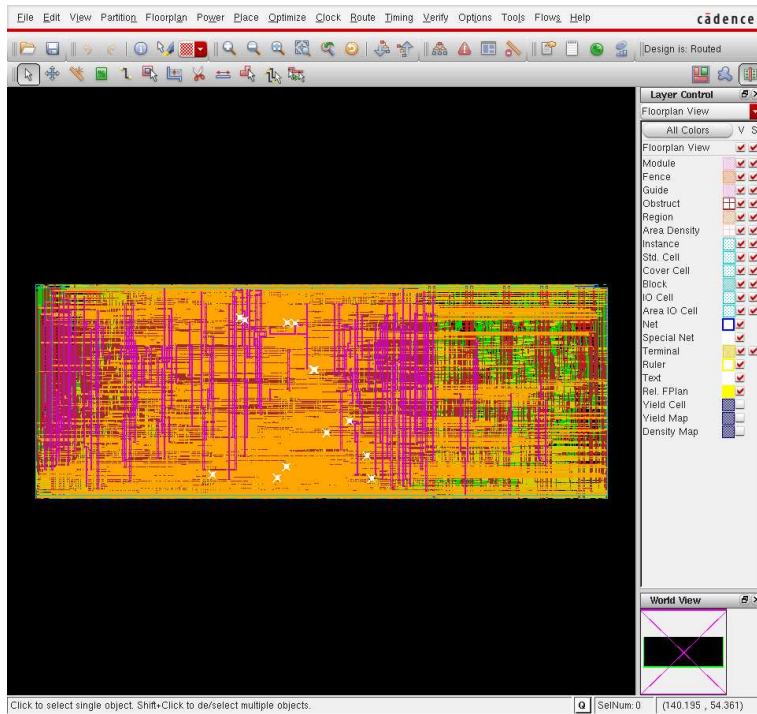 File Edit View Partition Floorplan Power Place Optimize Clock Route Timing Verify Options Tools Flows Help cādence
Design is: Routed
Layer Control
Floorplan View
All Colors V S
Floorplan View
Module
Fence
Guide
Obstruct
Region
Area Density
Instance
Std. Cell
Cover Cell
Block
IO Cell
Area IO Cell
Net
Special Net
Terminal
Ruler
Text
Rel. FPlan
Yield Cell
Yield Map
Density Map
World View
Click to select single object. Shift+Click to de/select multiple objects. Q SelNum: 0 (140.195 , 54.361)